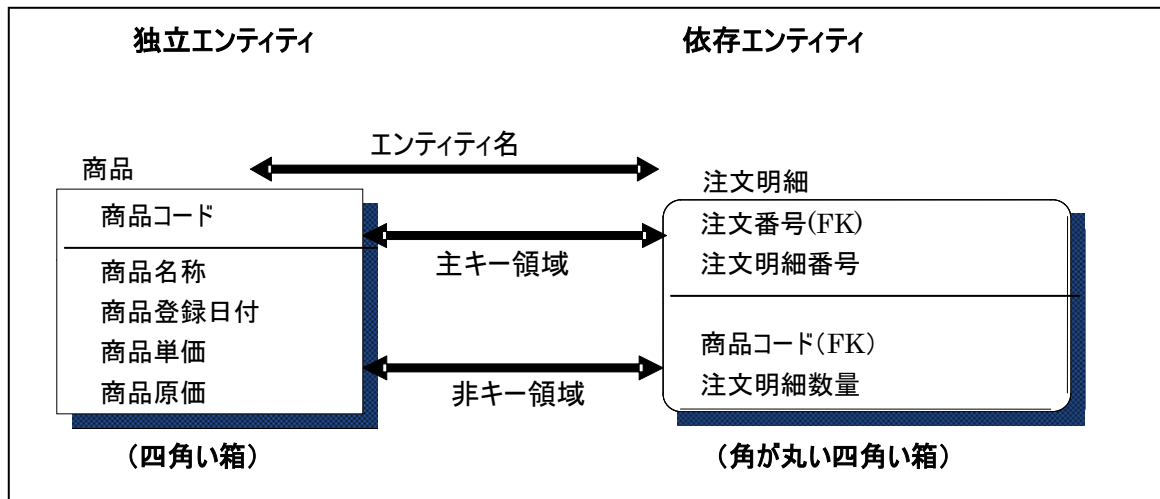 独立エンティティ
依存エンティティ
エンティティ名
商品
注文明細
商品コード
注文番号(FK)
注文明細番号
主キー領域
商品名称
商品登録日付
商品単価
商品原価
商品コード(FK)
注文明細数量
非キー領域
(四角い箱)
(角が丸い四角い箱)